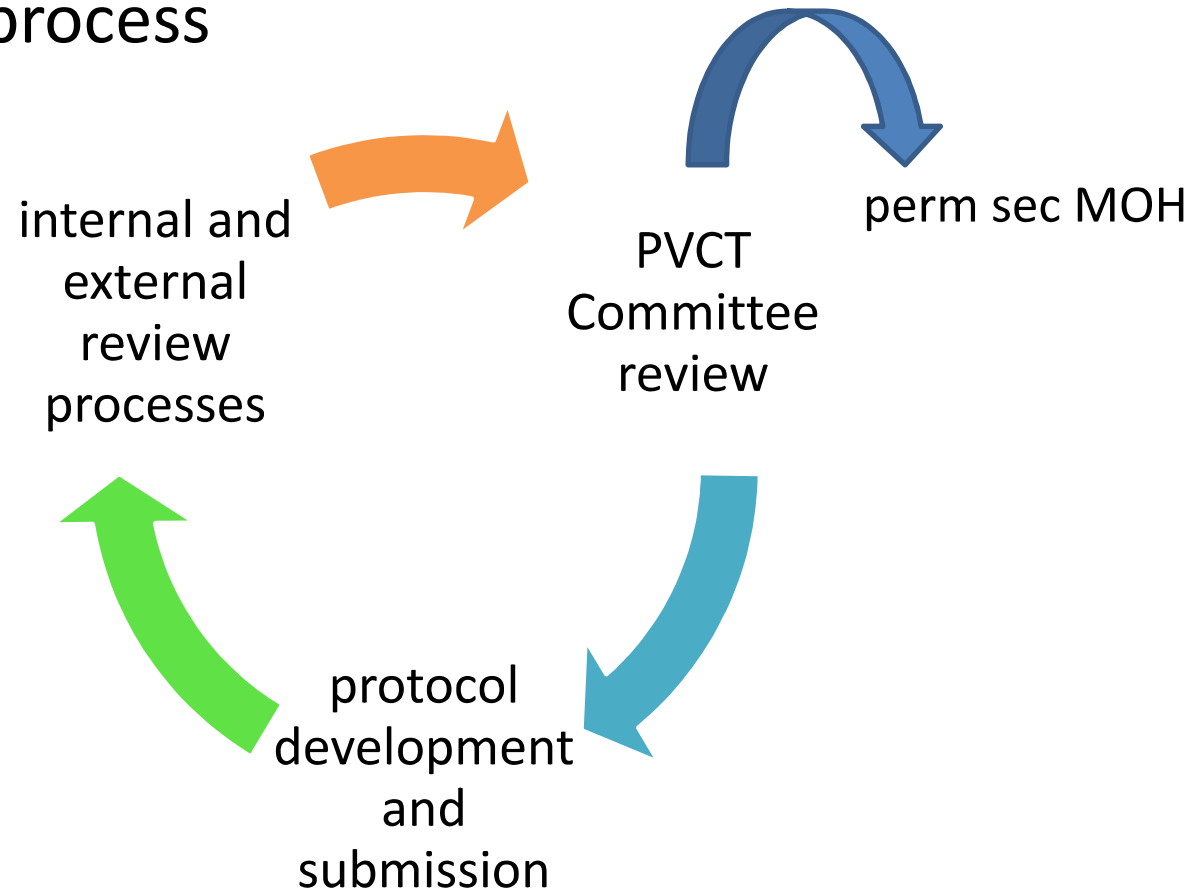 process
internal and
external
review
processes
PVCT
Committee
review
perm sec MOH
protocol
development
and
submission